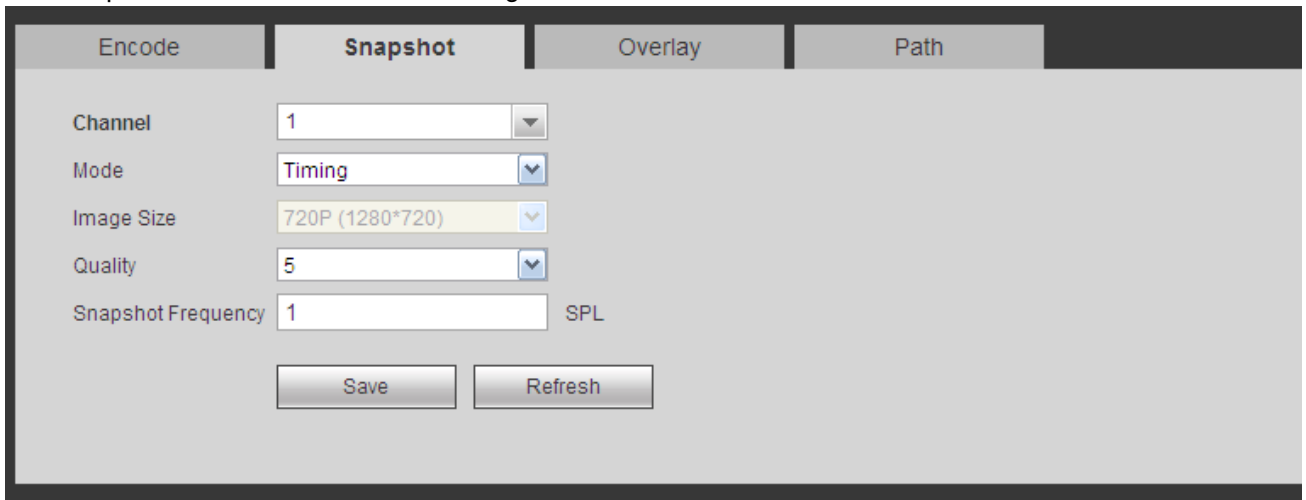 Encode Snapshot Overlay Path
Channel 1
Mode Timing
Image Size 720P (1280*720)
Quality 5
Snapshot Frequency 1 SPL
Save Refresh